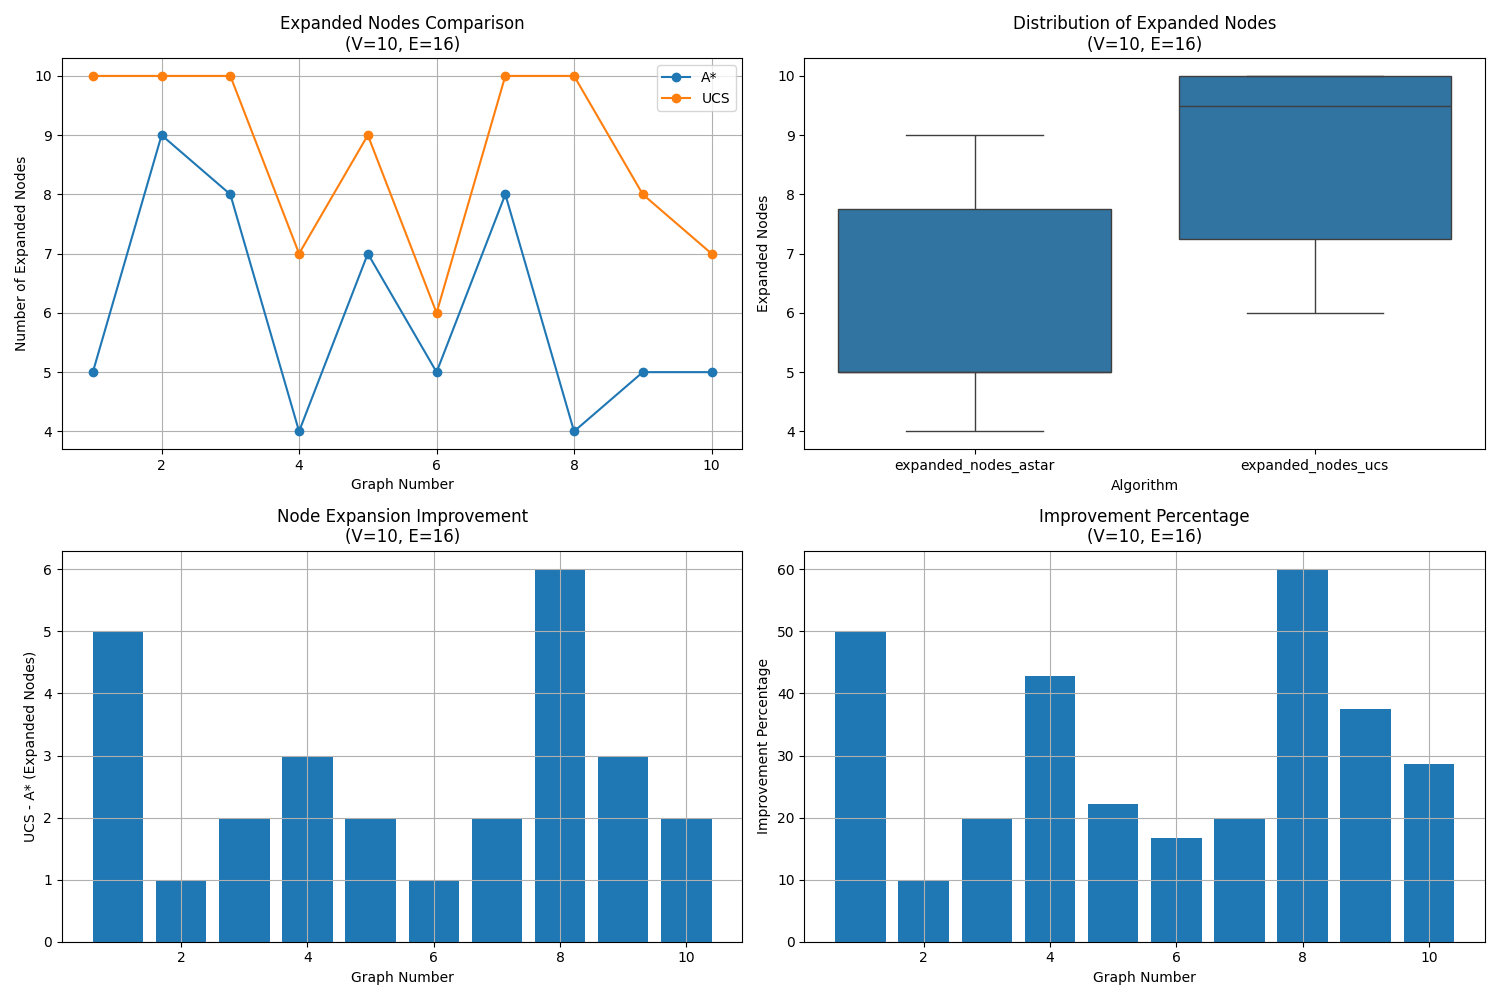 Expanded Nodes Comparison
(V=10, E=16)
Number of Expanded Nodes
10
9
8
7
6
5
4
A*
UCS
2
4
6
8
10
Graph Number
Distribution of Expanded Nodes
(V=10, E=16)
Expanded Nodes
10
9
8
7
6
5
4
expanded_nodes_astar
expanded_nodes_ucs
Algorithm
Node Expansion Improvement
(V=10, E=16)
UCS - A* (Expanded Nodes)
6
5
4
3
2
1
0
2
4
6
8
10
Graph Number
Improvement Percentage
(V=10, E=16)
Improvement Percentage
60
50
40
30
20
10
0
2
4
6
8
10
Graph Number